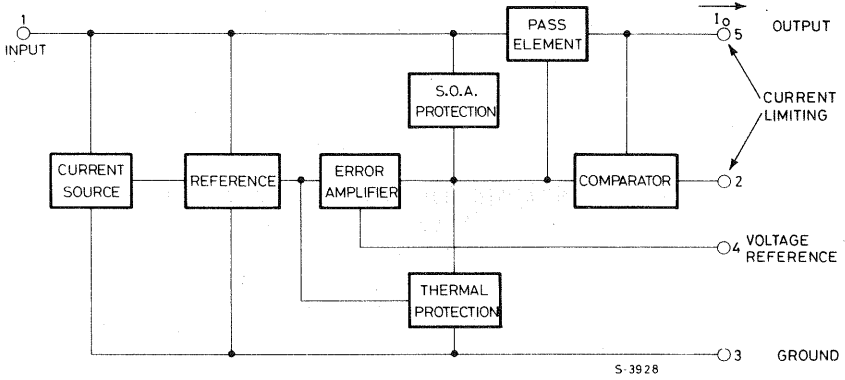 1
INPUT
PASS
ELEMENT
I₀
5
OUTPUT
S.O.A.
PROTECTION
CURRENT
LIMITING
CURRENT
SOURCE
REFERENCE
ERROR
AMPLIFIER
COMPARATOR
2
4
VOLTAGE
REFERENCE
THERMAL
PROTECTION
3
GROUND
S-3928